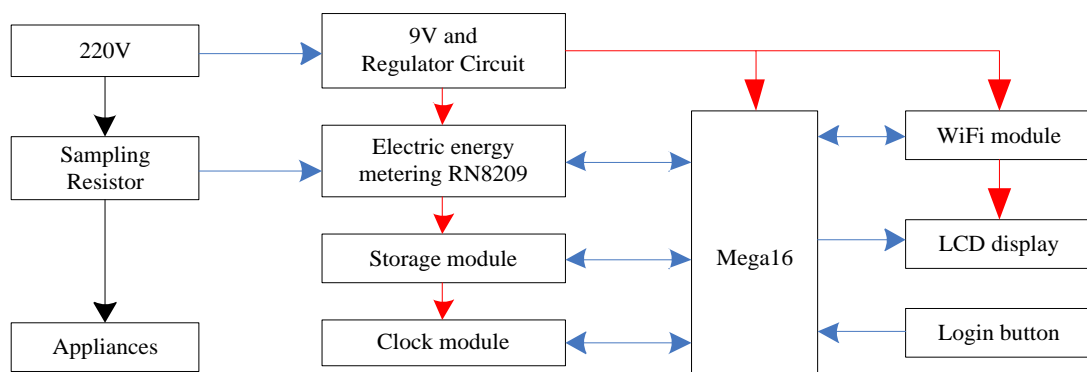 220V
9V and
Regulator Circuit
Sampling
Resistor
Electric energy
metering RN8209
WiFi module
Storage module
Mega16
LCD display
Appliances
Clock module
Login button